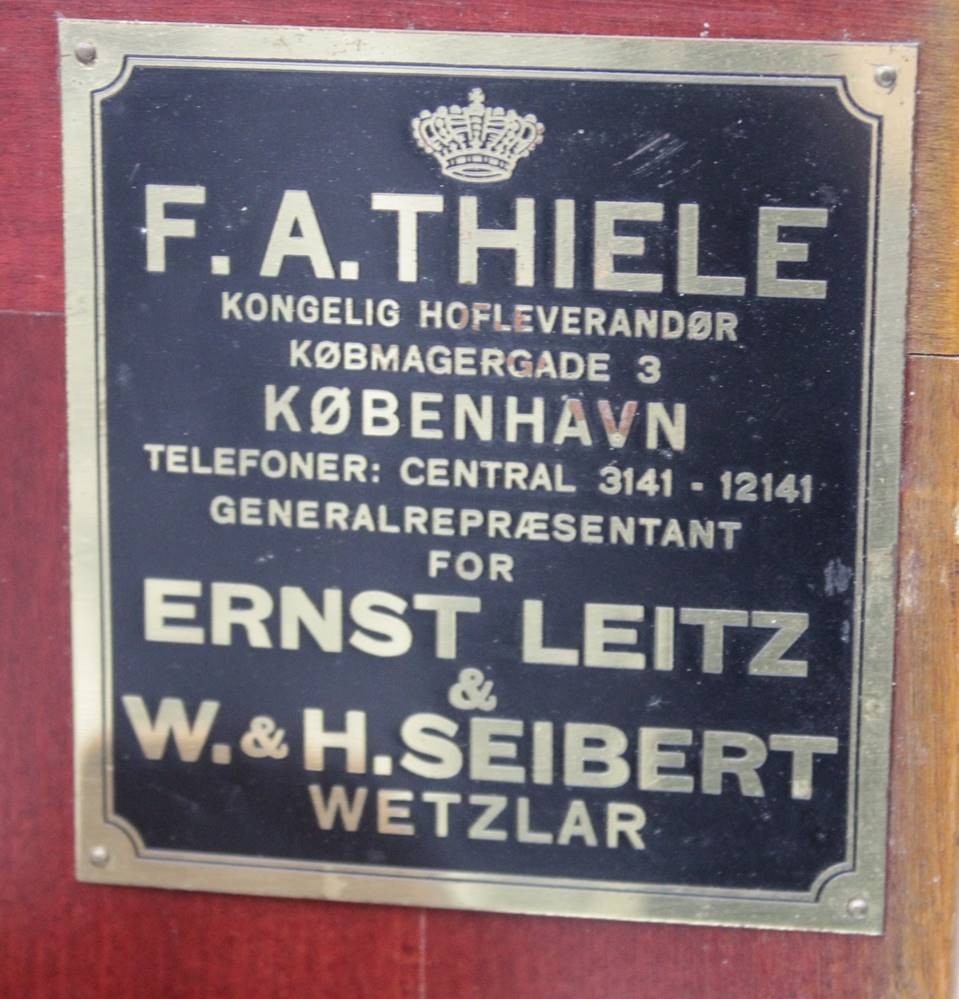 F. A. THIELE
KONGELIG HOFLEVERANDØR
KØBMAGERGADE 3
KØBENHAVN
TELEFONER: CENTRAL 3141 - 12141
GENERALREPRÆSENTANT
FOR
ERNST LEITZ
&
W. & H. SEIBERT
WETZLAR